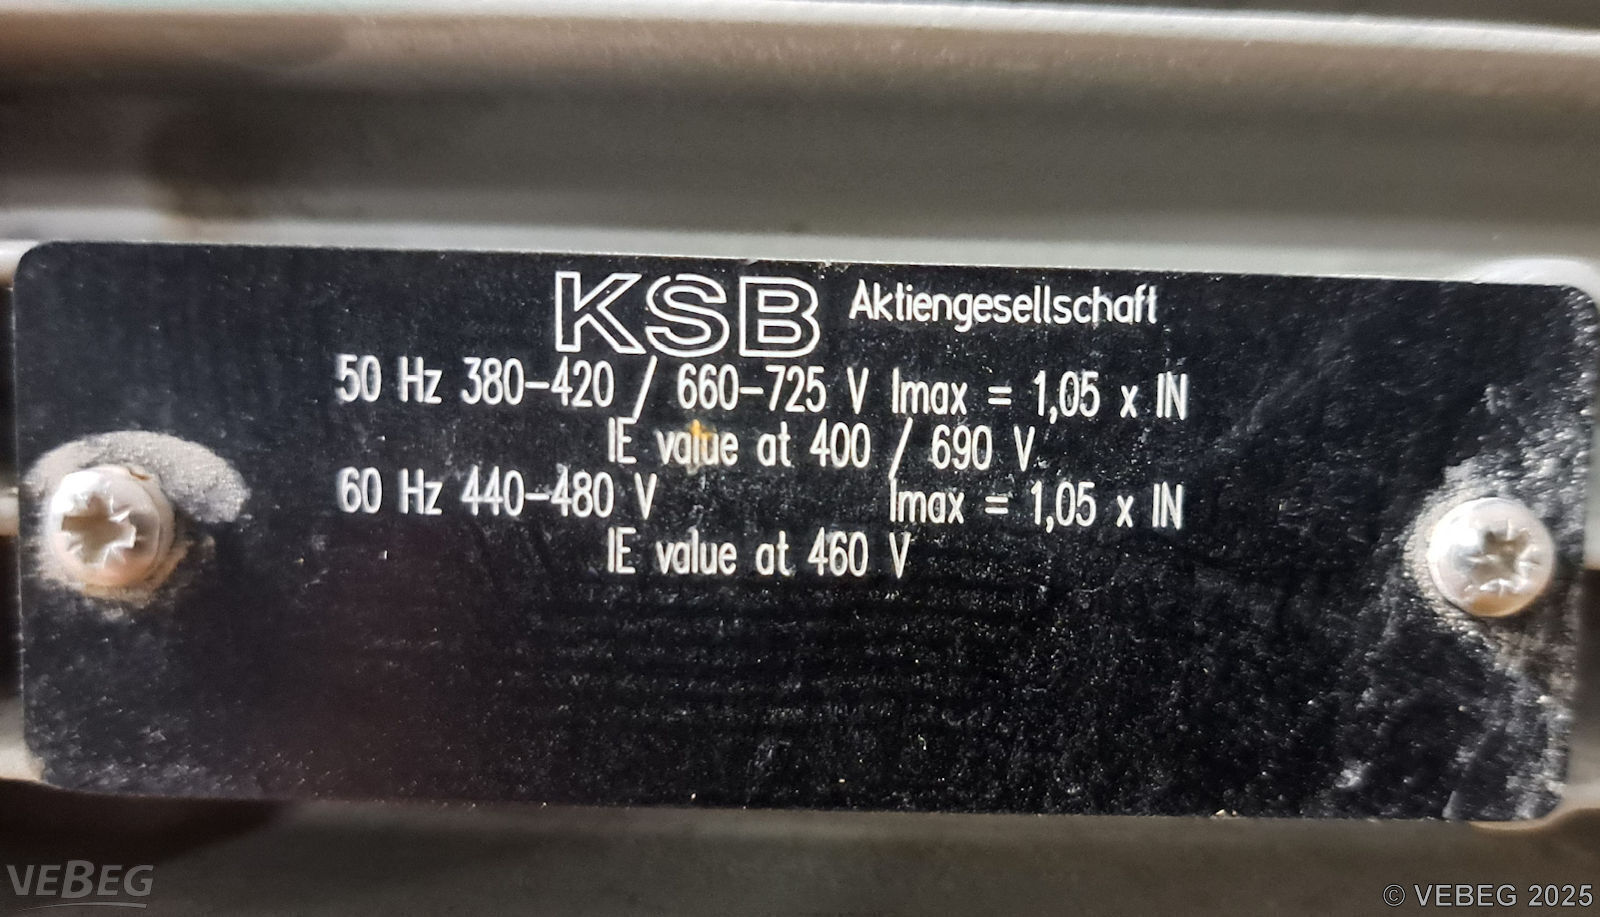 KSB Aktiengesellschaft
50 Hz 380-420 / 660-725 V Imax = 1,05 x IN
IE value at 400 / 690 V
60 Hz 440-480 V Imax = 1,05 x IN
IE value at 460 V
VEBEG
© VEBEG 2025